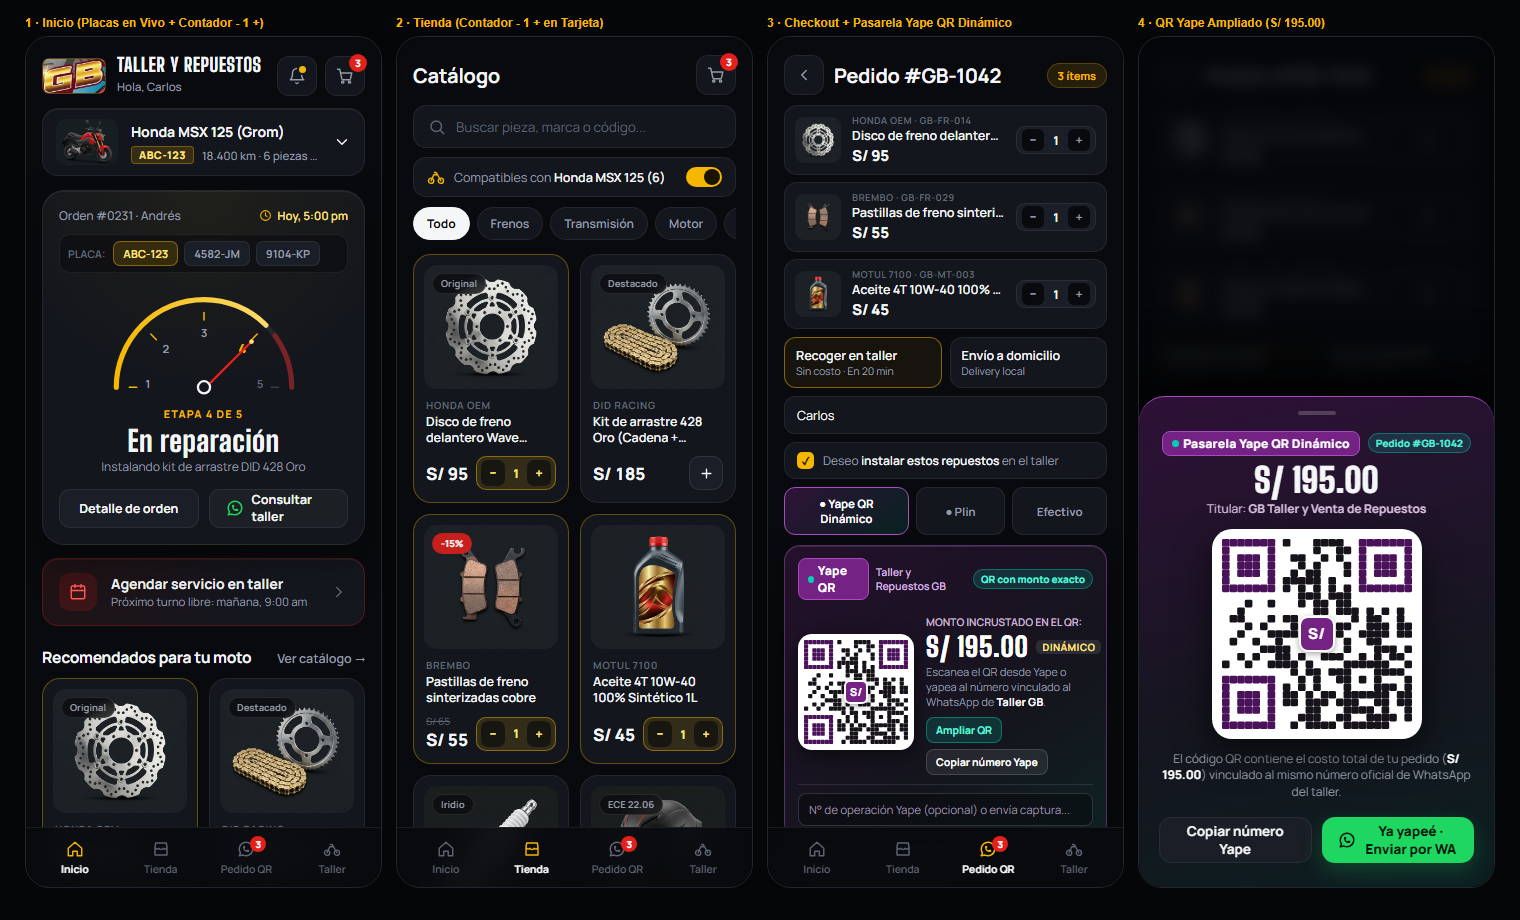 1 · Inicio (Placas en Vivo + Contador - 1 +)
GB
TALLER Y REPUESTOS
Hola, Carlos
3
Honda MSX 125 (Grom)
ABC-123
18.400 km · 6 piezas ...
Orden #0231 · Andrés
Hoy, 5:00 pm
PLACA:
ABC-123
4582-JM
9104-KP
1
2
3
4
5
ETAPA 4 DE 5
En reparación
Instalando kit de arrastre DID 428 Oro
Detalle de orden
Consultar
taller
Agendar servicio en taller
Próximo turno libre: mañana, 9:00 am
Recomendados para tu moto
Ver catálogo →
Original
Destacado
Inicio
Tienda
3
Pedido QR
Taller
2 · Tienda (Contador - 1 + en Tarjeta)
Catálogo
3
Buscar pieza, marca o código...
Compatibles con Honda MSX 125 (6)
Todo
Frenos
Transmisión
Motor
Original
HONDA OEM
Disco de freno
delantero Wave...
S/ 95
− 1 +
Destacado
DID RACING
Kit de arrastre 428
Oro (Cadena +...
S/ 185
+
-15%
BREMBO
Pastillas de freno
sinterizadas cobre
S/ 65
S/ 55
− 1 +
MOTUL 7100
Aceite 4T 10W-40
100% Sintético 1L
S/ 45
− 1 +
Iridio
ECE 22.06
Inicio
Tienda
3
Pedido QR
Taller
3 · Checkout + Pasarela Yape QR Dinámico
Pedido #GB-1042
3 ítems
HONDA OEM · GB-FR-014
Disco de freno delanter...
S/ 95
− 1 +
BREMBO · GB-FR-029
Pastillas de freno sinteri...
S/ 55
− 1 +
MOTUL 7100 · GB-MT-003
Aceite 4T 10W-40 100% ...
S/ 45
− 1 +
Recoger en taller
Sin costo · En 20 min
Envío a domicilio
Delivery local
Carlos
Deseo instalar estos repuestos en el taller
● Yape QR
Dinámico
● Plin
Efectivo
Yape
QR
Taller y
Repuestos GB
QR con monto exacto
S/
MONTO INCRUSTADO EN EL QR:
S/ 195.00
DINÁMICO
Escanea el QR desde Yape o
yapea al número vinculado al
WhatsApp de Taller GB.
Ampliar QR
Copiar número Yape
N° de operación Yape (opcional) o envía captura...
Inicio
Tienda
3
Pedido QR
Taller
4 · QR Yape Ampliado (S/ 195.00)
Pasarela Yape QR Dinámico
Pedido #GB-1042
S/ 195.00
Titular: GB Taller y Venta de Repuestos
S/
El código QR contiene el costo total de tu pedido (S/
195.00) vinculado al mismo número oficial de WhatsApp
del taller.
Copiar número
Yape
Ya yapeé ·
Enviar por WA